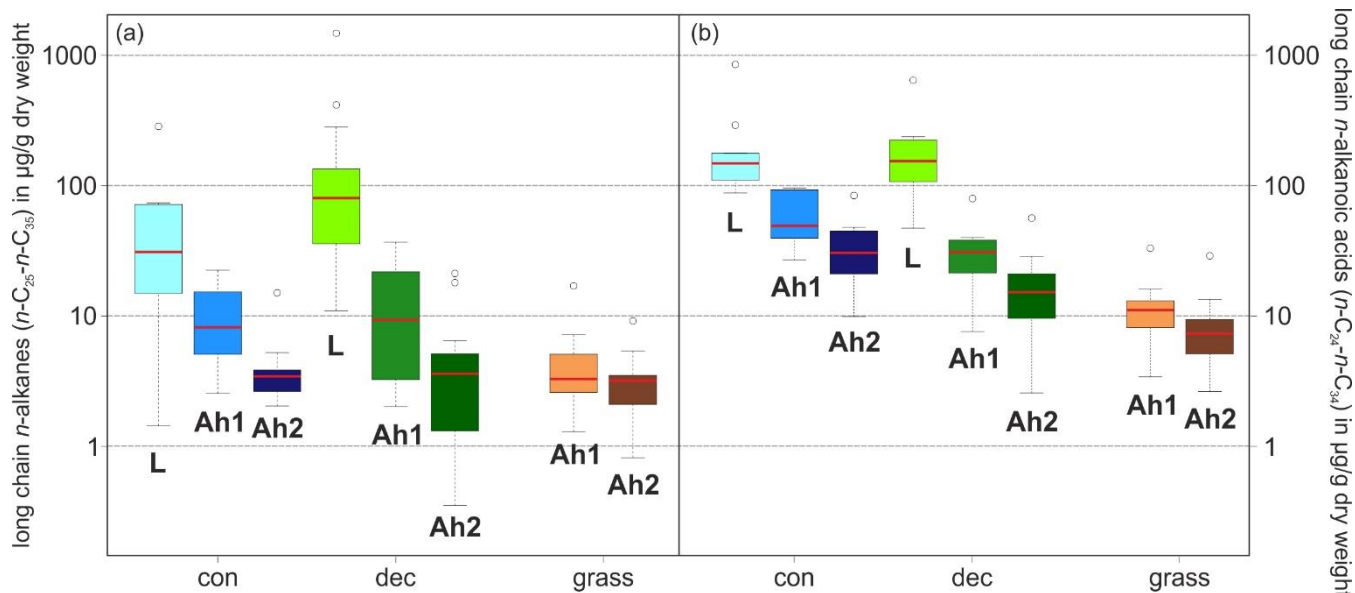 long chain n-alkanes (n-C25-n-C35) in µg/g dry weight
1000
100
10
1
(a)
L
Ah1
Ah2
L
Ah1
Ah2
Ah1
Ah2
con
dec
grass
(b)
L
Ah1
Ah2
L
Ah1
Ah2
Ah1
Ah2
con
dec
grass
1000
100
10
1
long chain n-alkanoic acids (n-C24-n-C34) in µg/g dry weight